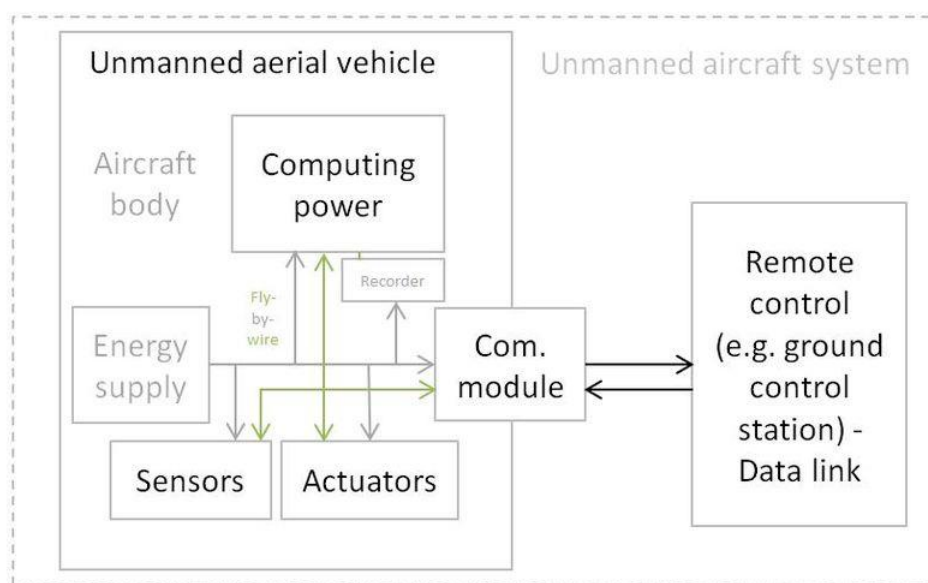 Unmanned aerial vehicle
Unmanned aircraft system
Aircraft
body
Computing
power
Recorder
Fly-
by-
wire
Energy
supply
Com.
module
Sensors
Actuators
Remote
control
(e.g. ground
control
station) -
Data link